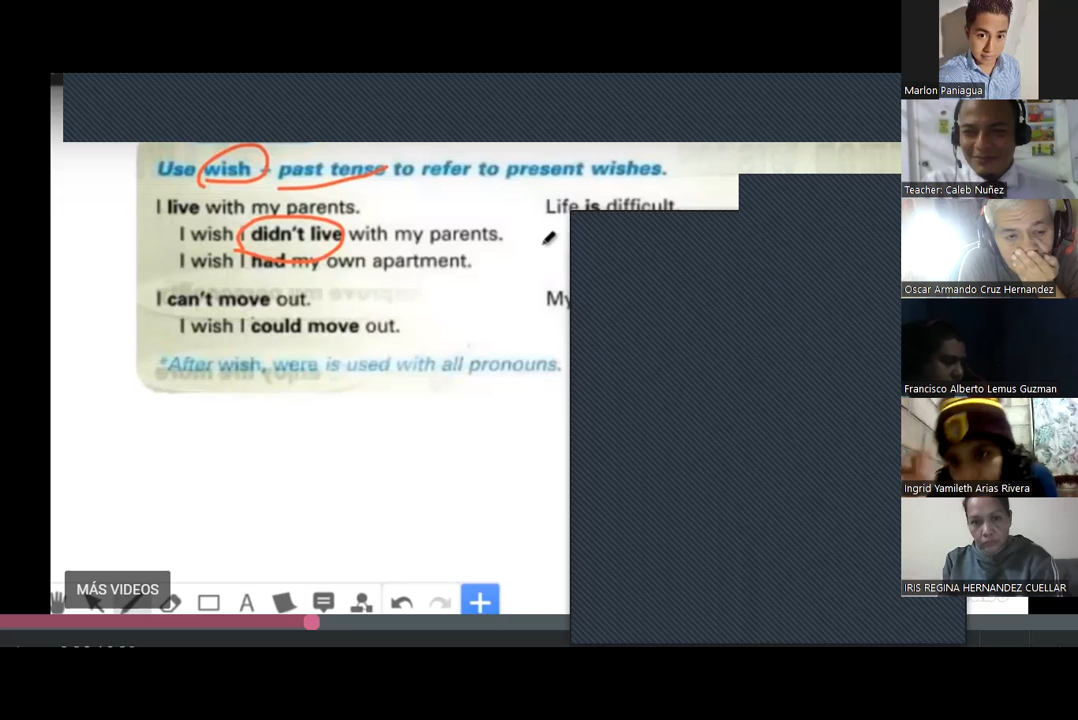 Use wish + past tense to refer to present wishes.
I live with my parents.
I wish I didn't live with my parents.
I wish I had my own apartment.
I can't move out.
I wish I could move out.
*After wish, were is used with all pronouns.
Life is difficult.
My
MÁS VIDEOS
A
Marlon Paniagua
Teacher: Caleb Nuñez
Oscar Armando Cruz Hernandez
Francisco Alberto Lemus Guzman
Ingrid Yamileth Arias Rivera
IRIS REGINA HERNANDEZ CUELLAR